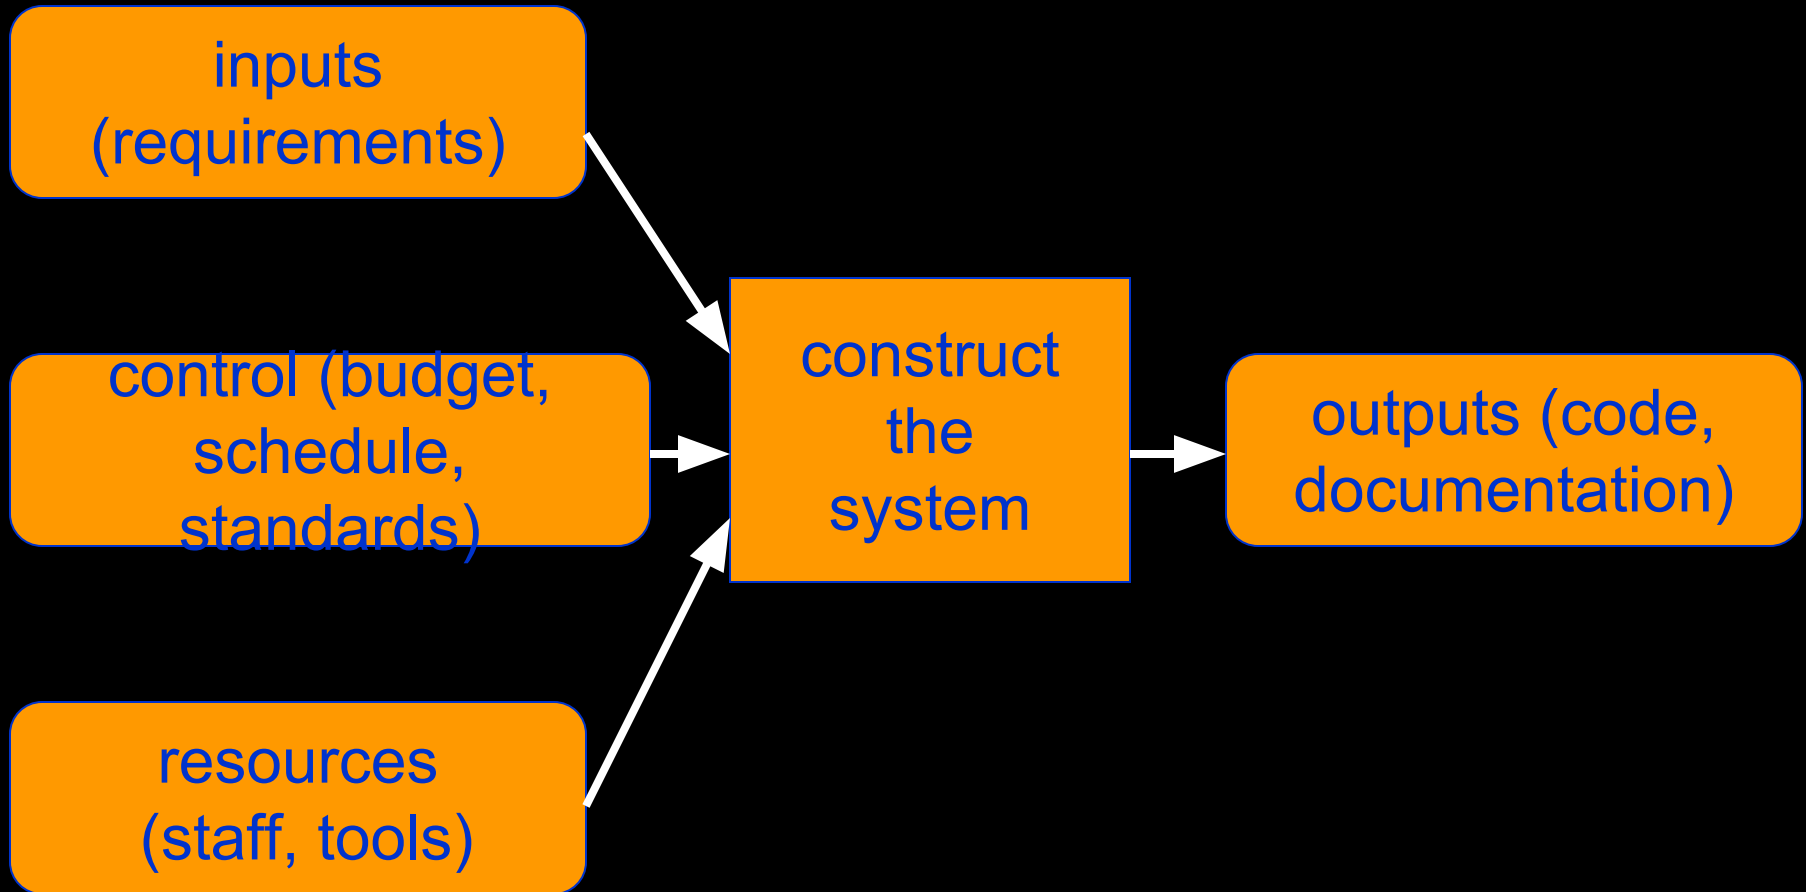 inputs
(requirements)
control (budget,
schedule,
standards)
resources
(staff, tools)
construct
the
system
outputs (code,
documentation)